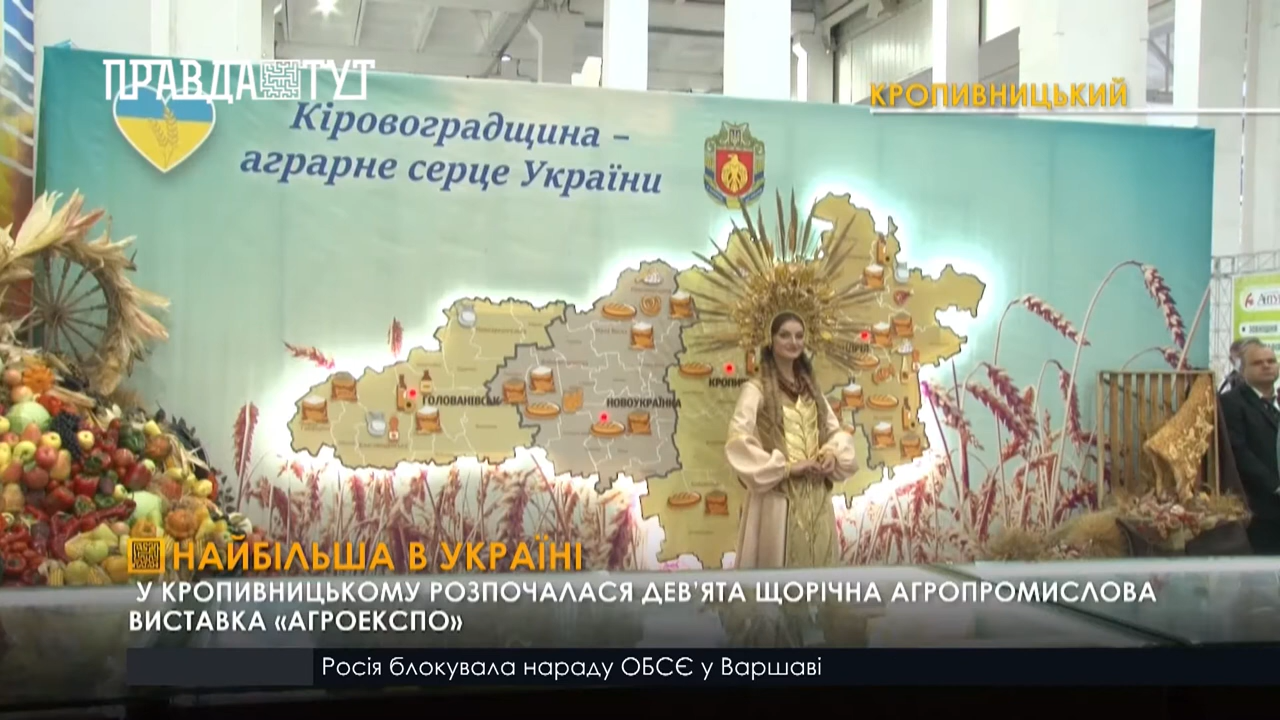 ПРАВДА ТУТ
КРОПИВНИЦЬКИЙ
Кіровоградщина –
аграрне серце України
ГОЛОВАНІВСЬК
НОВОУКРАЇНКА
НАЙБІЛЬША В УКРАЇНІ
У КРОПИВНИЦЬКОМУ РОЗПОЧАЛАСЯ ДЕВ’ЯТА ЩОРІЧНА АГРОПРОМИСЛОВА
ВИСТАВКА «АГРОЕКСПО»
Росія блокувала нараду ОБСЄ у Варшаві